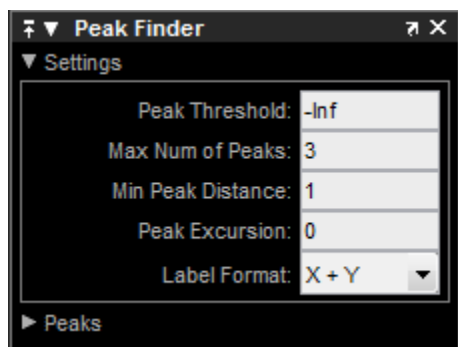 Peak Finder
Settings
Peak Threshold: -Inf
Max Num of Peaks: 3
Min Peak Distance: 1
Peak Excursion: 0
Label Format: X + Y
Peaks